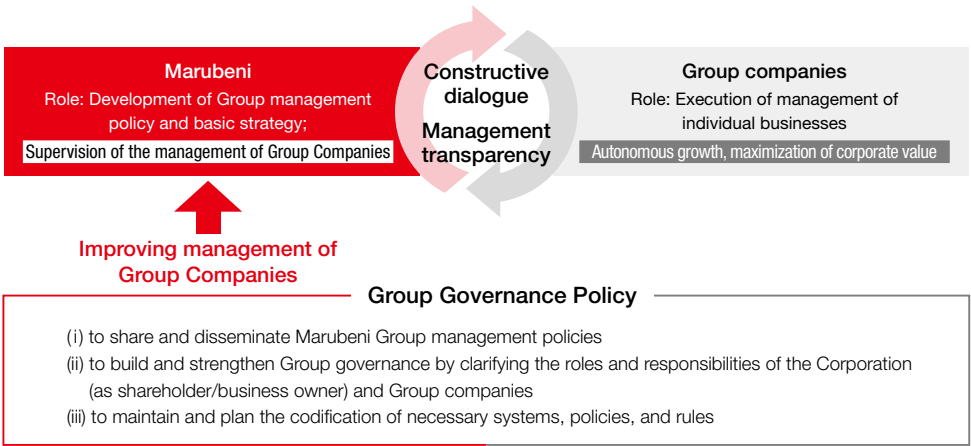 Marubeni
Role: Development of Group management
policy and basic strategy;
Supervision of the management of Group Companies
Constructive
dialogue
Management
transparency
Group companies
Role: Execution of management of
individual businesses
Autonomous growth, maximization of corporate value
Improving management of
Group Companies
Group Governance Policy
(i) to share and disseminate Marubeni Group management policies
(ii) to build and strengthen Group governance by clarifying the roles and responsibilities of the Corporation
(as shareholder/business owner) and Group companies
(iii) to maintain and plan the codification of necessary systems, policies, and rules